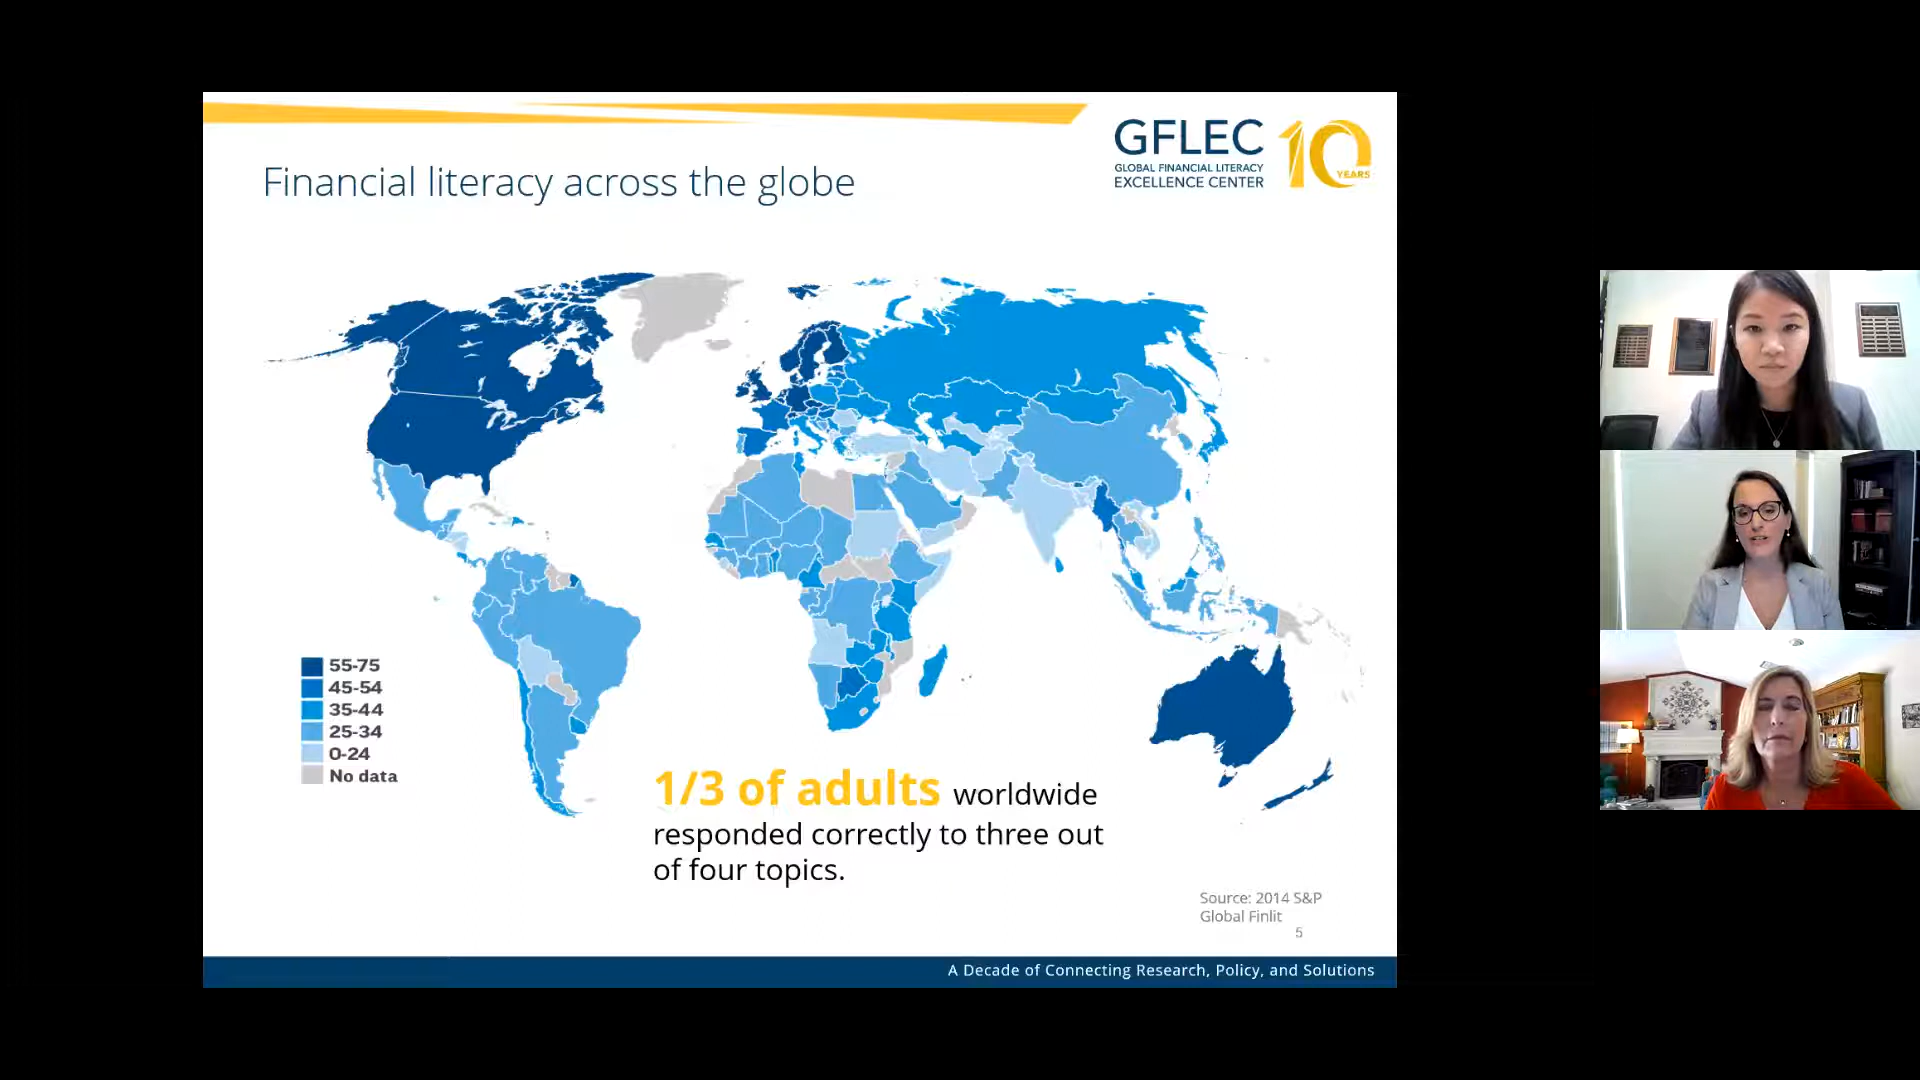 GFLEC
GLOBAL FINANCIAL LITERACY
EXCELLENCE CENTER
10
YEARS
Financial literacy across the globe
55-75
45-54
35-44
25-34
0-24
No data
1/3 of adults worldwide
responded correctly to three out
of four topics.
Source: 2014 S&P
Global Finlit
5
A Decade of Connecting Research, Policy, and Solutions